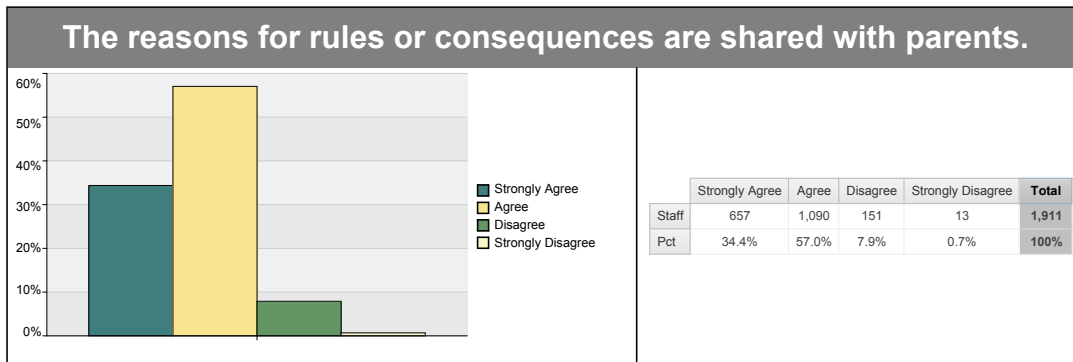 The reasons for rules or consequences are shared with parents.
60%
50%
40%
30%
20%
10%
0%
Strongly Agree
Agree
Disagree
Strongly Disagree
Strongly Agree Agree Disagree Strongly Disagree Total
Staff 657 1,090 151 13 1,911
Pct 34.4% 57.0% 7.9% 0.7% 100%